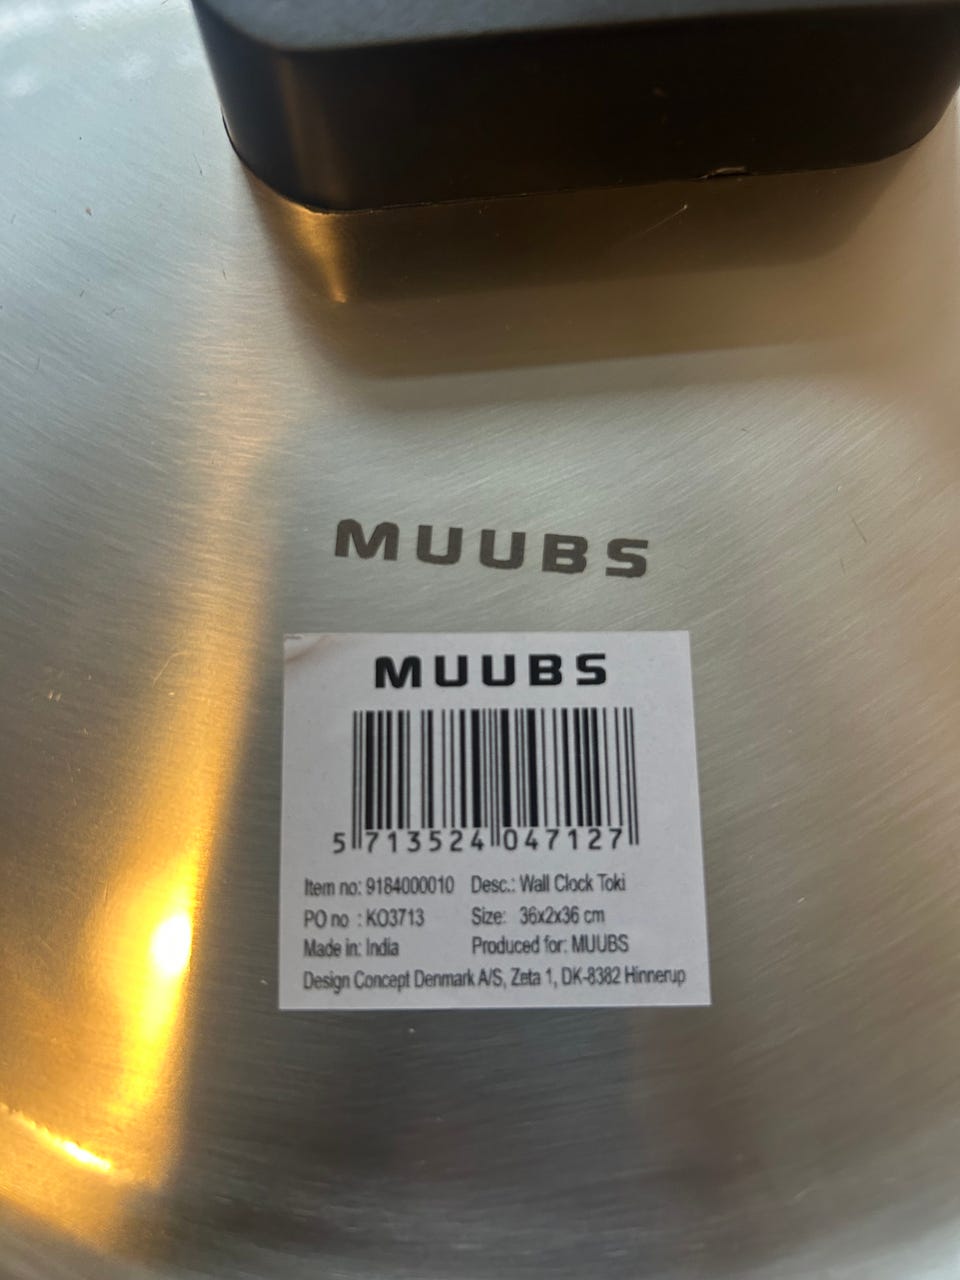 MUUBS
MUUBS
5 713524 047127
Item no: 9184000010 Desc.: Wall Clock Toki
PO no : KO3713 Size: 36x2x36 cm
Made in: India Produced for: MUUBS
Design Concept Denmark A/S, Zeta 1, DK-8382 Hinnerup